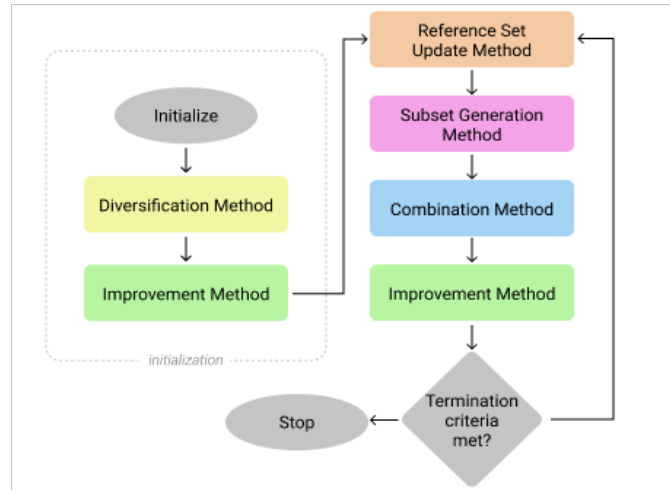 Initialize
Diversification Method
Improvement Method
initialization
Reference Set
Update Method
Subset Generation
Method
Combination Method
Improvement Method
Termination
criteria
met?
Stop